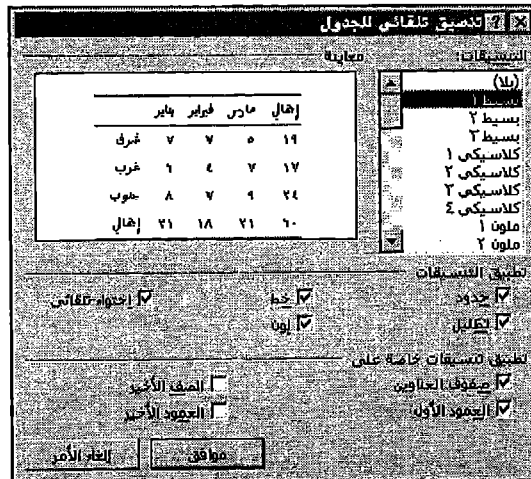 تنسيق تلقائي للجدول
التنسيقات:
(بلا)
بسيط ١
بسيط ٢
بسيط ٣
كلاسيكي ١
كلاسيكي ٢
كلاسيكي ٣
كلاسيكي ٤
ملون ١
ملون ٢
معاينة
يناير فبراير مارس إجمالي
شرق ٧ ٧ ٥ ١٩
غرب ٦ ٤ ٧ ١٧
جنوب ٨ ٧ ٩ ٢٤
إجمالي ٢١ ١٨ ٢١ ٦٠
تطبيق التنسيقات
حدود خط إحتواء تلقائي
تظليل لون
تطبيق تنسيقات خاصة على
صفوف العناوين الصف الأخير
العمود الأول العمود الأخير
موافق إلغاء الأمر